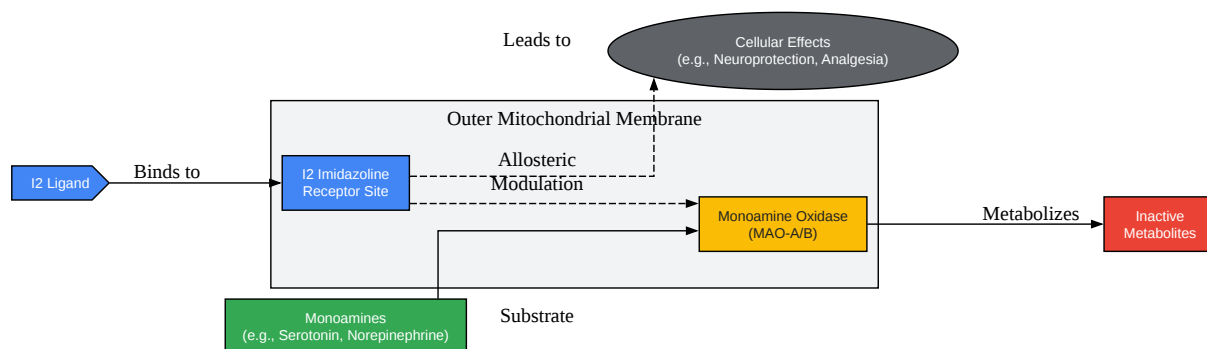 Leads to
Cellular Effects
(e.g., Neuroprotection, Analgesia)
Outer Mitochondrial Membrane
I2 Ligand
Binds to
I2 Imidazoline
Receptor Site
Allosteric
Modulation
Monoamine Oxidase
(MAO-A/B)
Metabolizes
Inactive
Metabolites
Monoamines
(e.g., Serotonin, Norepinephrine)
Substrate